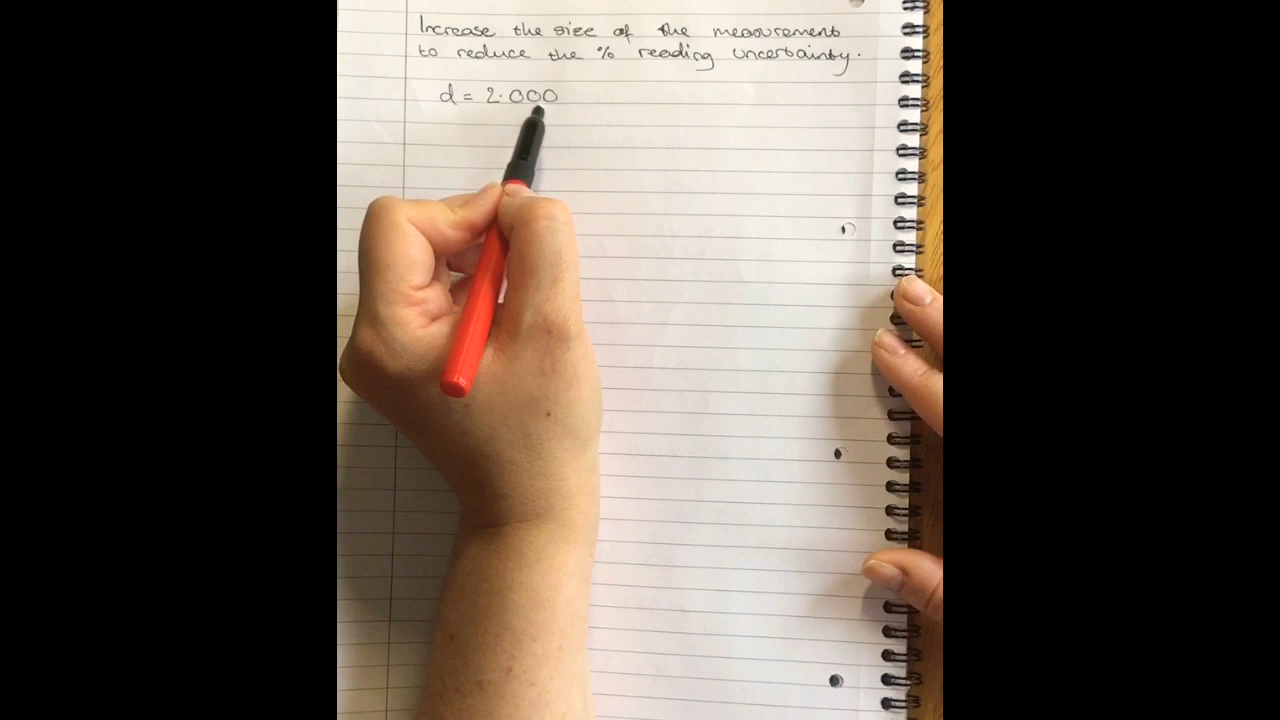 Increase the size of the measurement
to reduce the % reading uncertainty.
d = 2.000